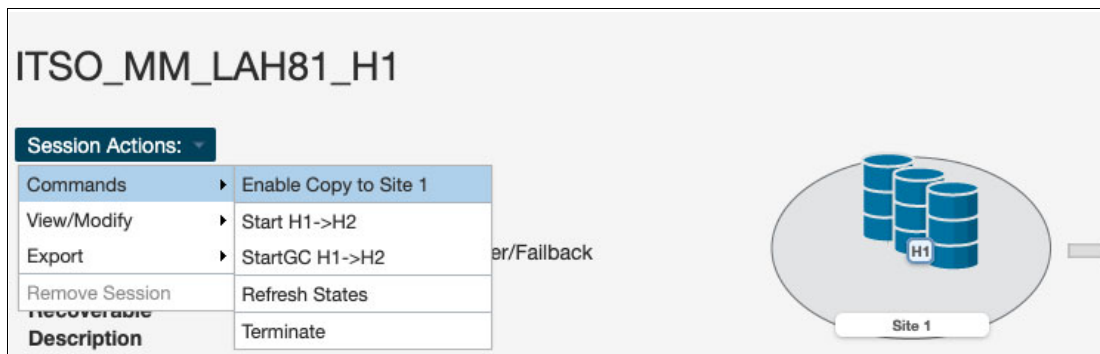 ITSO_MM_LAH81_H1
Session Actions:
Commands
Enable Copy to Site 1
View/Modify
Start H1->H2
Export
StartGC H1->H2
er/Failback
Remove Session
Refresh States
Recoverable
Terminate
Description
H1
Site 1